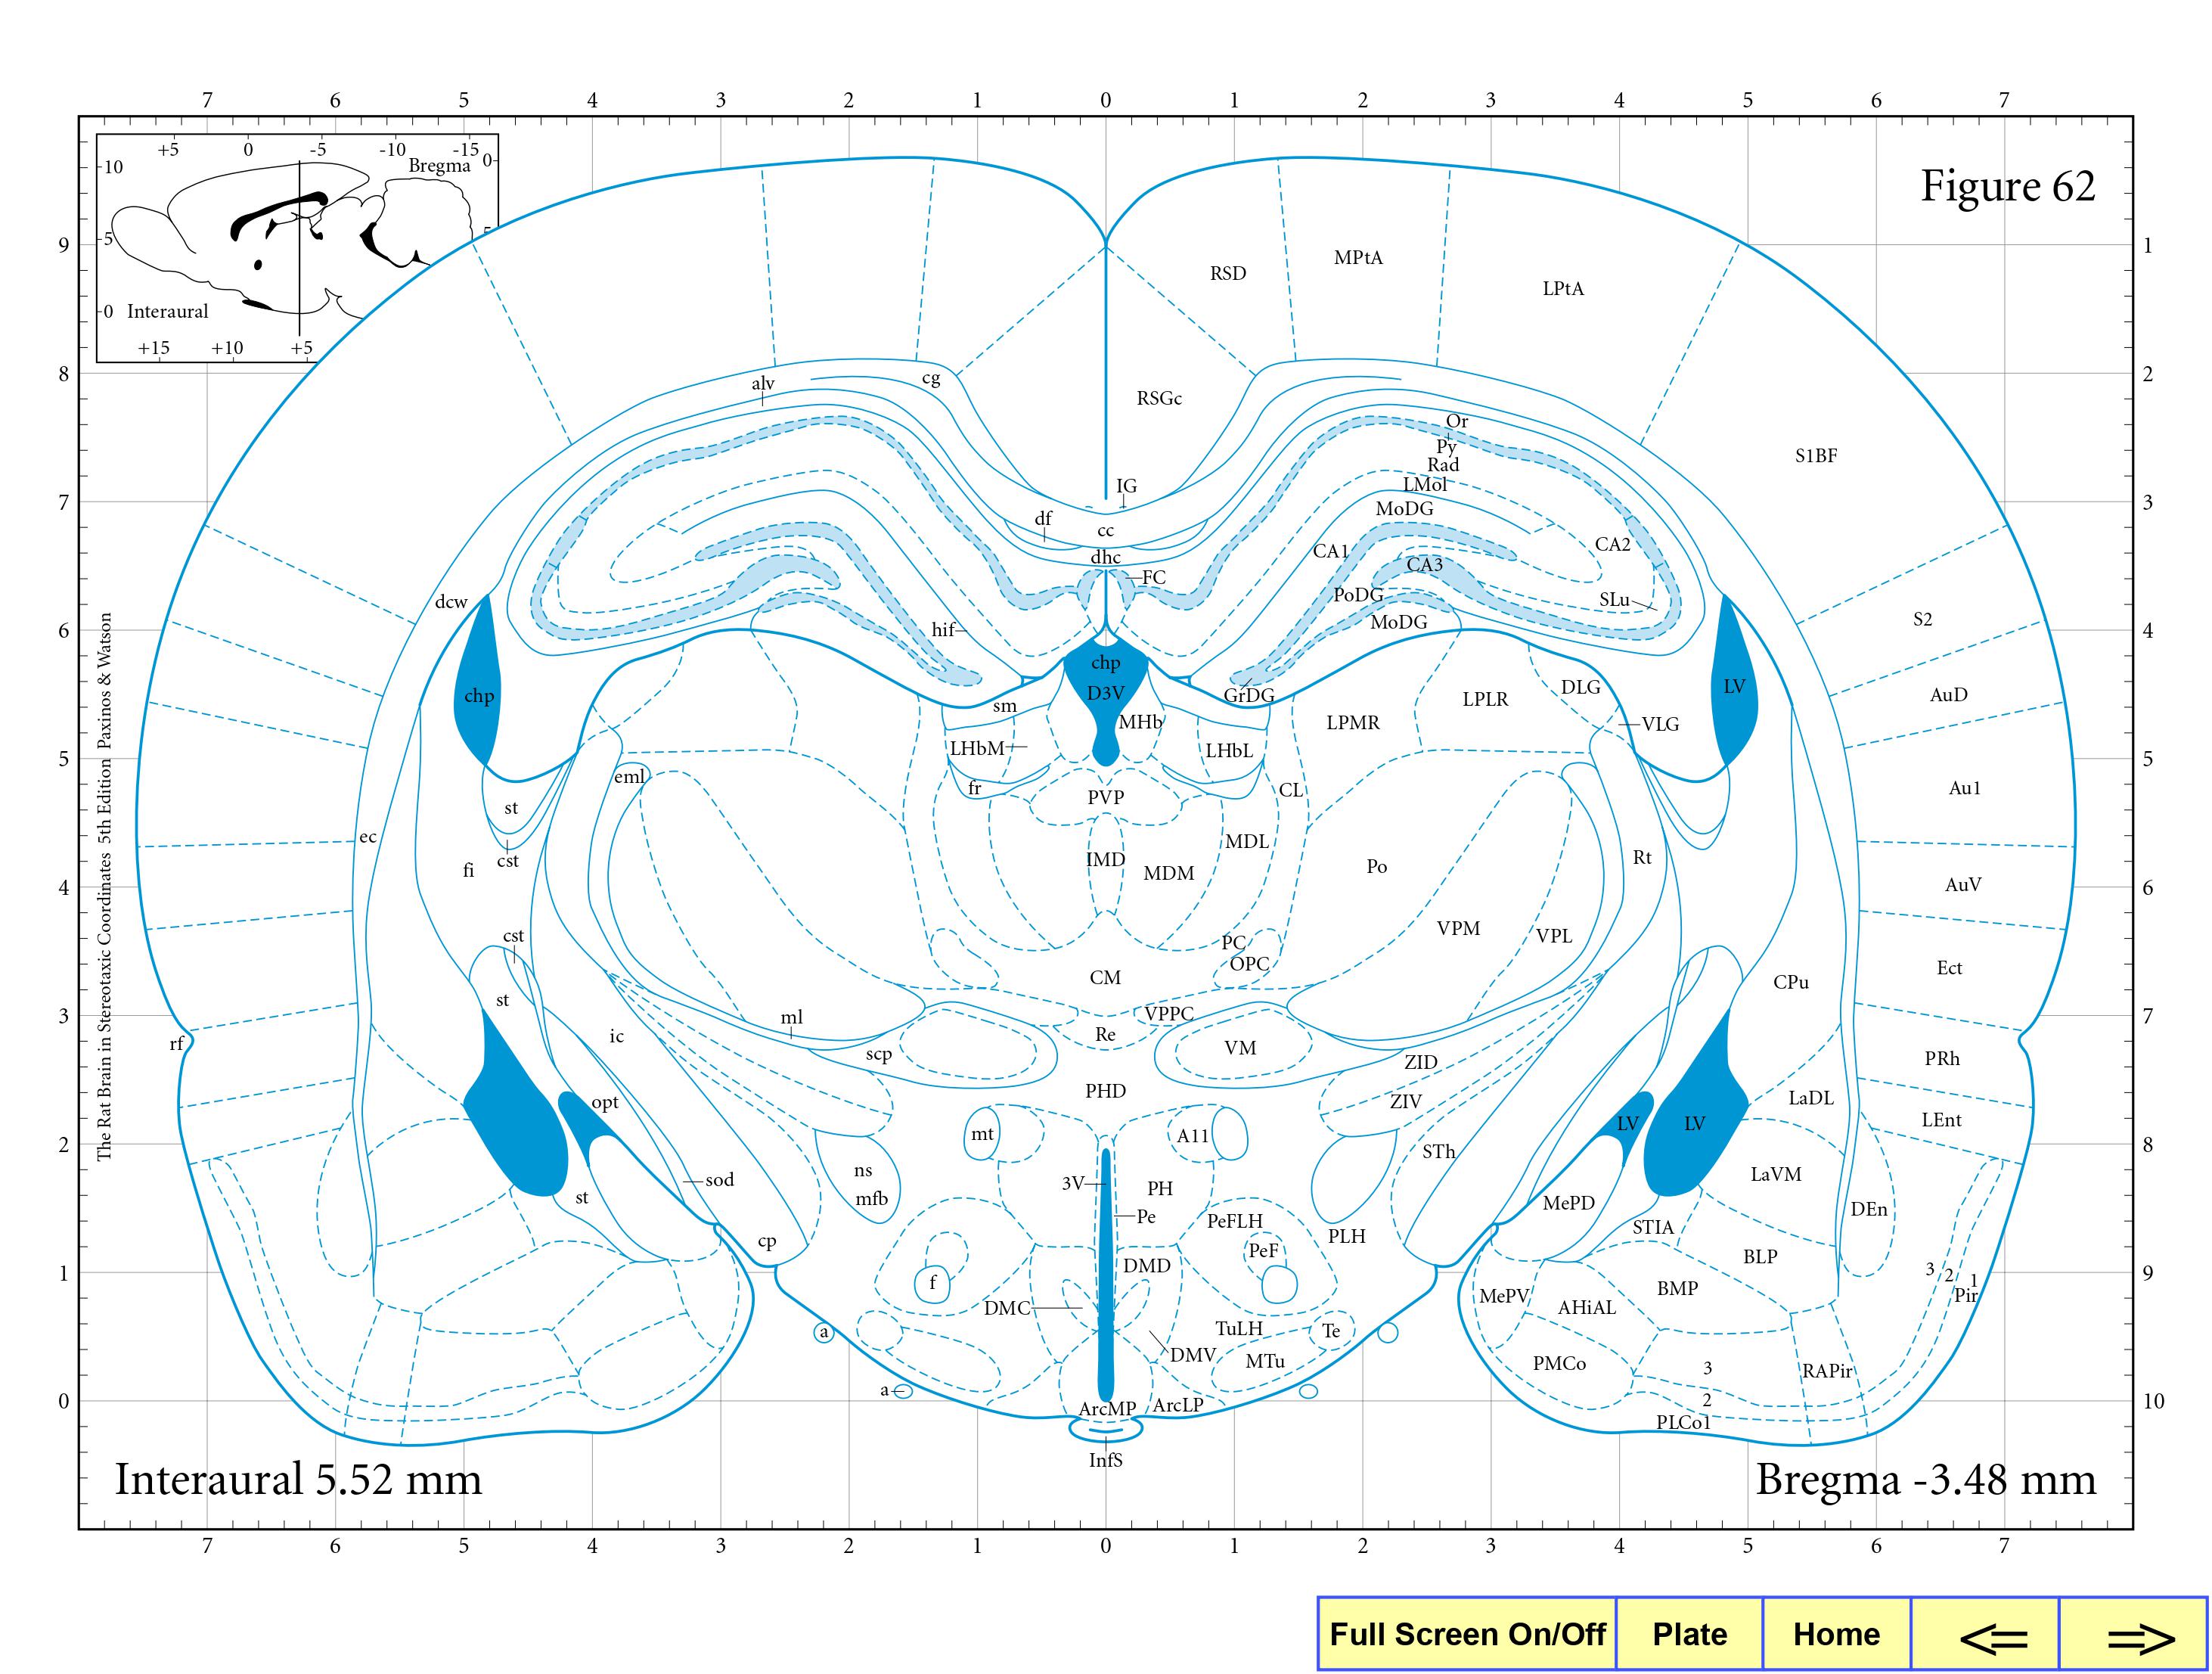 7 6 5 4 3 2 1 0 1 2 3 4 5 6 7
+5 0 -5 -10 -15
Bregma 0
10
5
5
0 Interaural
+15 +10 +5
Figure 62
9 1
8 2
7 3
6 4
5 5
4 6
3 7
2 8
1 9
0 10
The Rat Brain in Stereotaxic Coordinates 5th Edition Paxinos & Watson
RSD
MPtA
LPtA
alv
cg
RSGc
Or
Py
Rad
LMol
MoDG
S1BF
IG
df
cc
dhc
FC
CA1
CA2
CA3
PoDG
SLu
MoDG
S2
dcw
hif
chp
D3V
chp
LV
sm
MHb
GrDG
LPMR
LPLR
DLG
VLG
AuD
LHbM
LHbL
eml
fr
PVP
CL
Au1
st
ec
cst
fi
IMD
MDM
MDL
Po
Rt
AuV
VPM
VPL
cst
PC
OPC
CM
st
CPu
Ect
ml
VPPC
Re
ic
rf
scp
VM
ZID
PRh
PHD
ZIV
LaDL
opt
LEnt
mt
A11
LV
LV
STh
ns
mfb
sod
3V
PH
LaVM
st
Pe
PeFLH
MePD
DEn
STIA
cp
PeF
PLH
BLP
DMD
f
BMP
3
2
1
Pir
DMC
MePV
AHiAL
a
TuLH
Te
DMV
MTu
PMCo
3
RAPir
a
ArcMP
ArcLP
2
PLCo1
InfS
Interaural 5.52 mm
Bregma -3.48 mm
7 6 5 4 3 2 1 0 1 2 3 4 5 6 7
Full Screen On/Off Plate Home